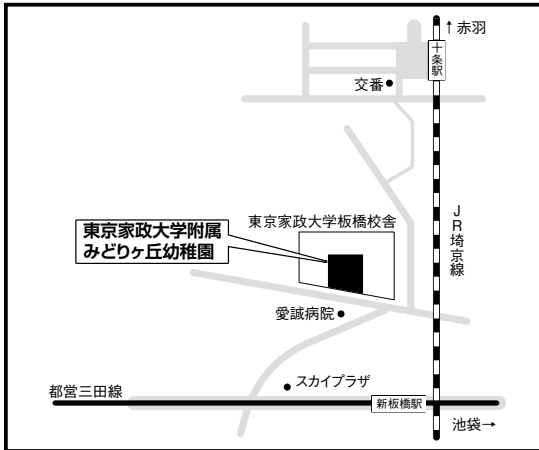 ↑赤羽
十条駅
交番
JR埼京線
東京家政大学板橋校舎
東京家政大学附属
みどりヶ丘幼稚園
愛誠病院
スカイプラザ
都営三田線
新板橋駅
池袋→